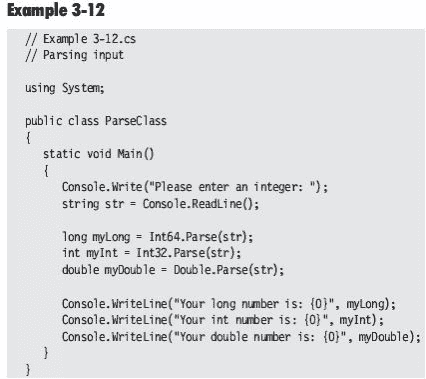 Example 3-12
// Example 3-12.cs
// Parsing input
using System;
public class ParseClass
{
static void Main()
{
Console.Write("Please enter an integer: ");
string str = Console.ReadLine();
long myLong = Int64.Parse(str);
int myInt = Int32.Parse(str);
double myDouble = Double.Parse(str);
Console.WriteLine("Your long number is: {0}", myLong);
Console.WriteLine("Your int number is: {0}", myInt);
Console.WriteLine("Your double number is: {0}", myDouble);
}
}